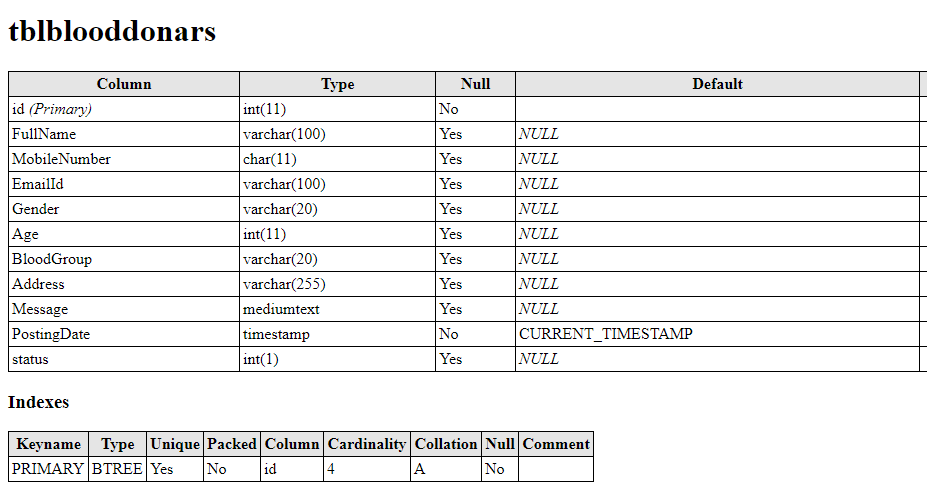 tblblooddonars
Column Type Null Default
id (Primary) int(11) No
FullName varchar(100) Yes NULL
MobileNumber char(11) Yes NULL
EmailId varchar(100) Yes NULL
Gender varchar(20) Yes NULL
Age int(11) Yes NULL
BloodGroup varchar(20) Yes NULL
Address varchar(255) Yes NULL
Message mediumtext Yes NULL
PostingDate timestamp No CURRENT_TIMESTAMP
status int(1) Yes NULL
Indexes
Keyname Type Unique Packed Column Cardinality Collation Null Comment
PRIMARY BTREE Yes No id 4 A No